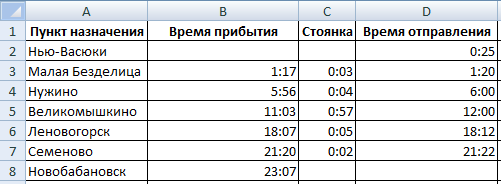 A B C D
1 Пункт назначения Время прибытия Стоянка Время отправления
2 Нью-Васюки 0:25
3 Малая Безделица 1:17 0:03 1:20
4 Нужино 5:56 0:04 6:00
5 Великомышкино 11:03 0:57 12:00
6 Леновогорск 18:07 0:05 18:12
7 Семеново 21:20 0:02 21:22
8 Новобабановск 23:07